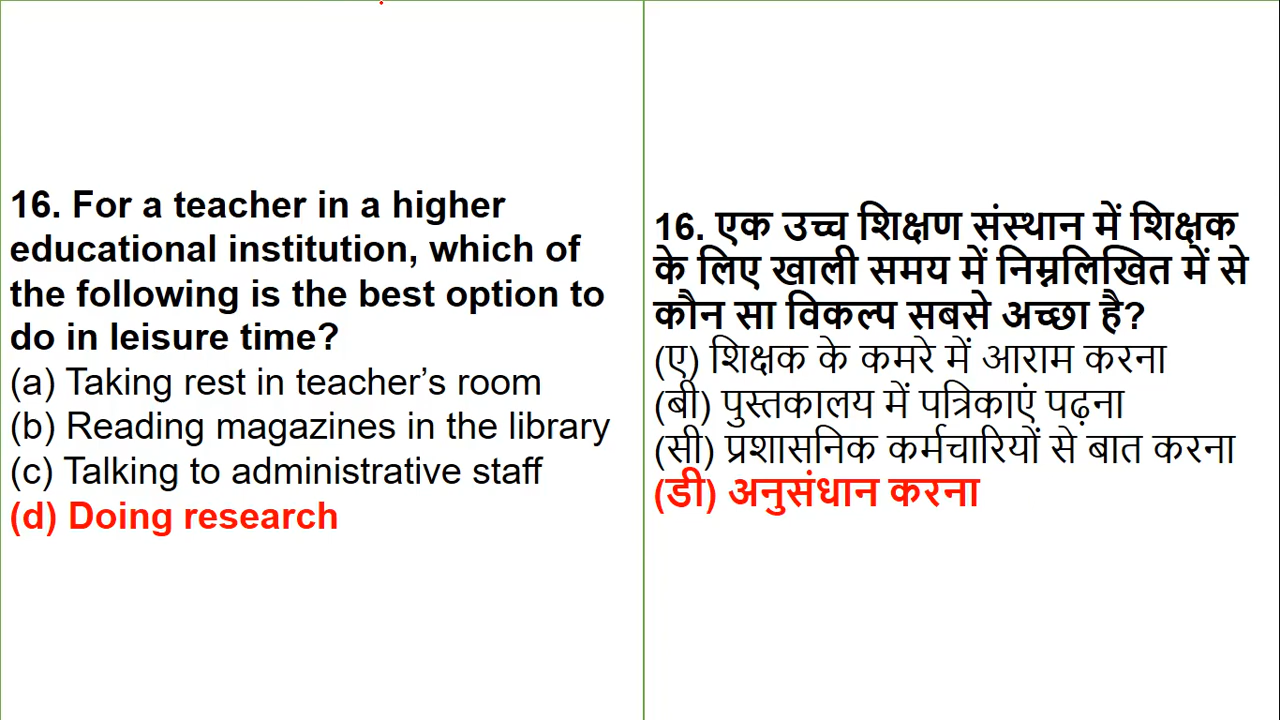 16. For a teacher in a higher
educational institution, which of
the following is the best option to
do in leisure time?
(a) Taking rest in teacher’s room
(b) Reading magazines in the library
(c) Talking to administrative staff
(d) Doing research
16. एक उच्च शिक्षण संस्थान में शिक्षक
के लिए खाली समय में निम्नलिखित में से
कौन सा विकल्प सबसे अच्छा है?
(ए) शिक्षक के कमरे में आराम करना
(बी) पुस्तकालय में पत्रिकाएं पढ़ना
(सी) प्रशासनिक कर्मचारियों से बात करना
(डी) अनुसंधान करना